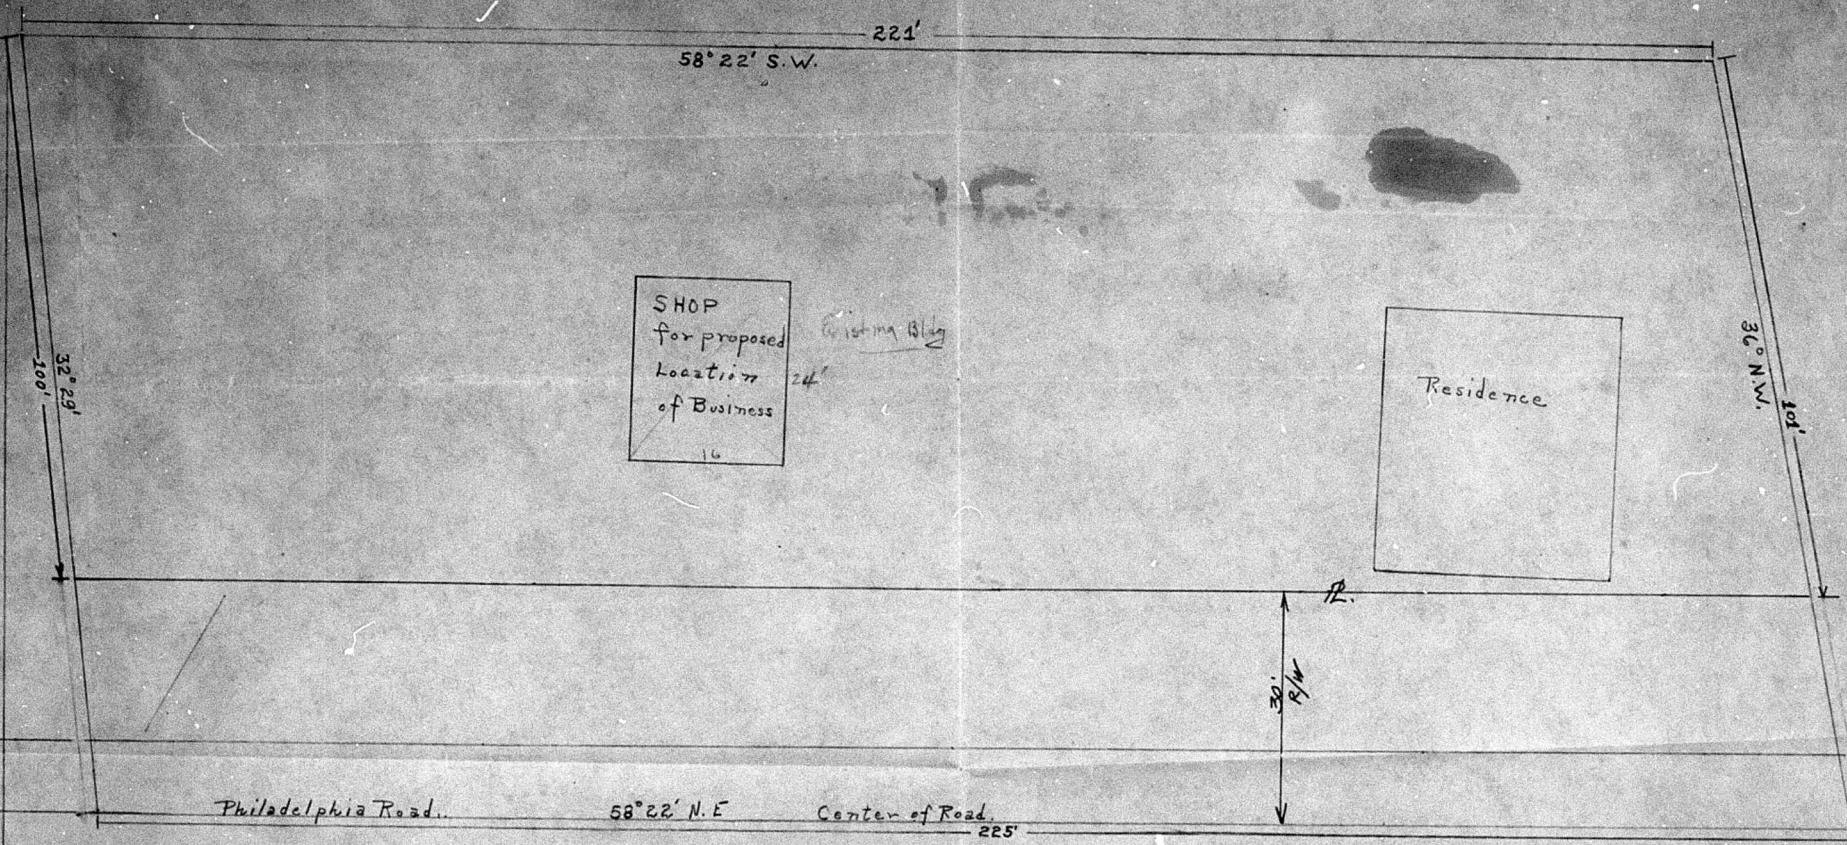 221'
58° 22' S.W.
32° 29'
100'
SHOP
for proposed
Location
of Business
16
24'
Existing Bldg
Residence
36° N.W.
101'
PL.
30'
R/W
Philadelphia Road..
58° 22' N.E
Center of Road.
225'